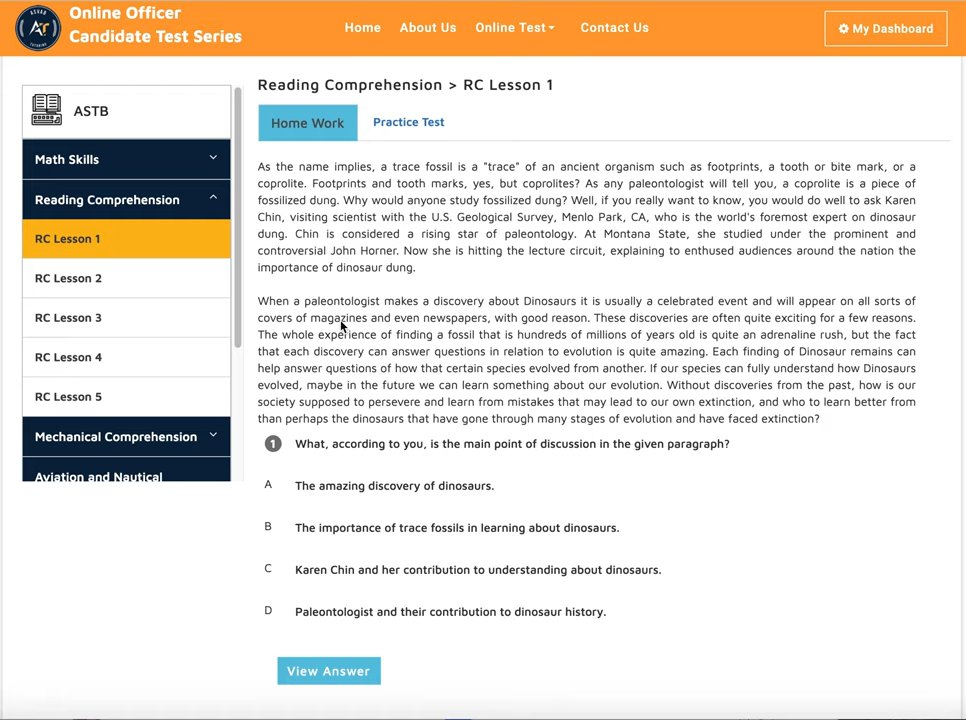 ASVAB
Ar
TUTORING
Online Officer
Candidate Test Series
Home
About Us
Online Test
Contact Us
My Dashboard
ASTB
Math Skills
Reading Comprehension
RC Lesson 1
RC Lesson 2
RC Lesson 3
RC Lesson 4
RC Lesson 5
Mechanical Comprehension
Aviation and Nautical
Reading Comprehension > RC Lesson 1
Home Work
Practice Test
As the name implies, a trace fossil is a "trace" of an ancient organism such as footprints, a tooth or bite mark, or a
coprolite. Footprints and tooth marks, yes, but coprolites? As any paleontologist will tell you, a coprolite is a piece of
fossilized dung. Why would anyone study fossilized dung? Well, if you really want to know, you would do well to ask Karen
Chin, visiting scientist with the U.S. Geological Survey, Menlo Park, CA, who is the world's foremost expert on dinosaur
dung. Chin is considered a rising star of paleontology. At Montana State, she studied under the prominent and
controversial John Horner. Now she is hitting the lecture circuit, explaining to enthused audiences around the nation the
importance of dinosaur dung.
When a paleontologist makes a discovery about Dinosaurs it is usually a celebrated event and will appear on all sorts of
covers of magazines and even newspapers, with good reason. These discoveries are often quite exciting for a few reasons.
The whole experience of finding a fossil that is hundreds of millions of years old is quite an adrenaline rush, but the fact
that each discovery can answer questions in relation to evolution is quite amazing. Each finding of Dinosaur remains can
help answer questions of how that certain species evolved from another. If our species can fully understand how Dinosaurs
evolved, maybe in the future we can learn something about our evolution. Without discoveries from the past, how is our
society supposed to persevere and learn from mistakes that may lead to our own extinction, and who to learn better from
than perhaps the dinosaurs that have gone through many stages of evolution and have faced extinction?
1 What, according to you, is the main point of discussion in the given paragraph?
A The amazing discovery of dinosaurs.
B The importance of trace fossils in learning about dinosaurs.
C Karen Chin and her contribution to understanding about dinosaurs.
D Paleontologist and their contribution to dinosaur history.
View Answer